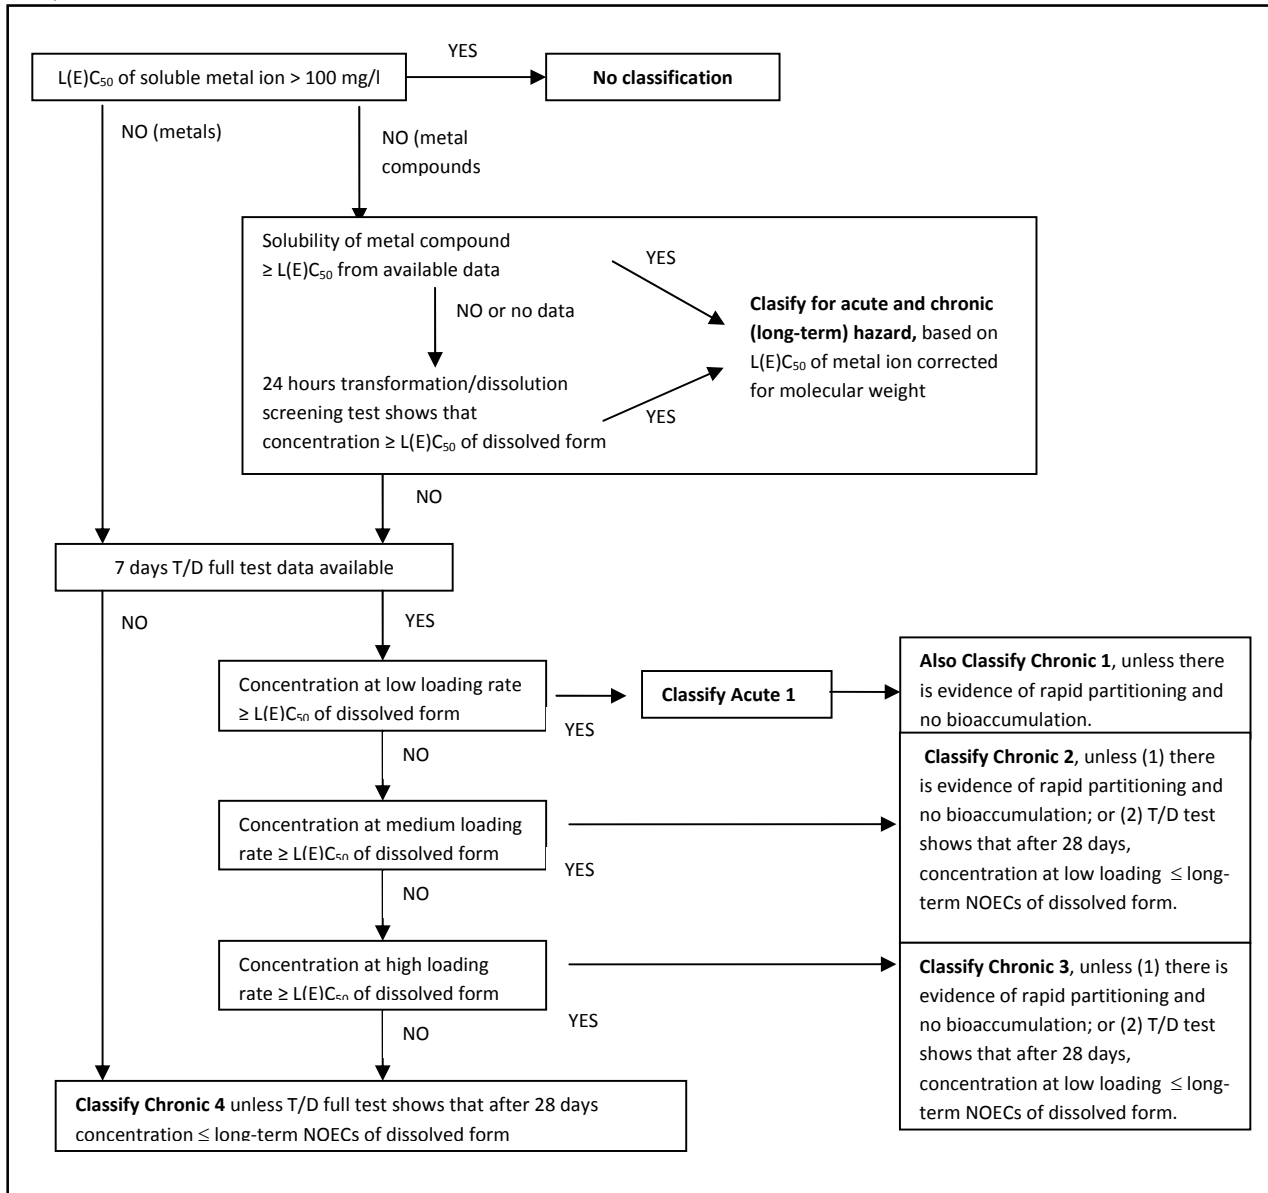 YES
L(E)C₅₀ of soluble metal ion > 100 mg/l
No classification
NO (metals)
NO (metal
compounds
Solubility of metal compound
≥ L(E)C₅₀ from available data
YES
NO or no data
Clasify for acute and chronic
(long-term) hazard, based on
L(E)C₅₀ of metal ion corrected
for molecular weight
24 hours transformation/dissolution
screening test shows that
concentration ≥ L(E)C₅₀ of dissolved form
YES
NO
7 days T/D full test data available
NO
YES
Concentration at low loading rate
≥ L(E)C₅₀ of dissolved form
YES
Classify Acute 1
Also Classify Chronic 1, unless there
is evidence of rapid partitioning and
no bioaccumulation.
NO
Concentration at medium loading
rate ≥ L(E)C₅₀ of dissolved form
YES
Classify Chronic 2, unless (1) there
is evidence of rapid partitioning and
no bioaccumulation; or (2) T/D test
shows that after 28 days,
concentration at low loading ≤ long-
term NOECs of dissolved form.
NO
Concentration at high loading
rate ≥ L(E)C₅₀ of dissolved form
YES
Classify Chronic 3, unless (1) there is
evidence of rapid partitioning and
no bioaccumulation; or (2) T/D test
shows that after 28 days,
concentration at low loading ≤ long-
term NOECs of dissolved form.
NO
Classify Chronic 4 unless T/D full test shows that after 28 days
concentration ≤ long-term NOECs of dissolved form